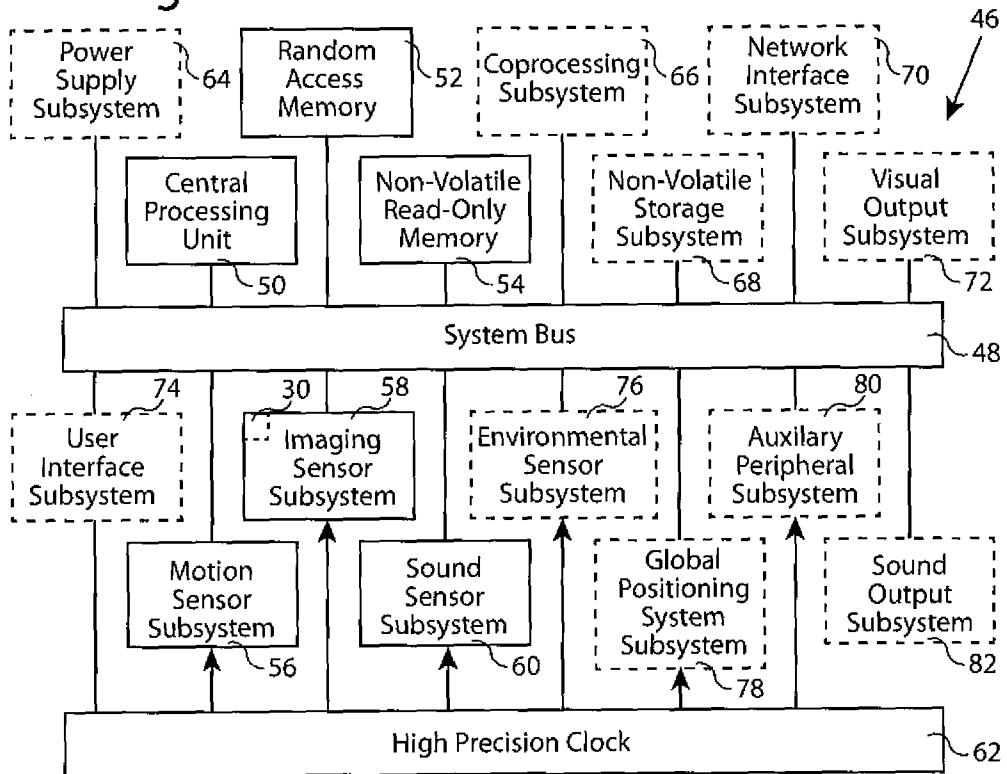 46
Power
Supply
Subsystem
64
Random
Access
Memory
52
Coprocessing
Subsystem
66
Network
Interface
Subsystem
70
Central
Processing
Unit
50
Non-Volatile
Read-Only
Memory
54
Non-Volatile
Storage
Subsystem
68
Visual
Output
Subsystem
72
System Bus
48
74
User
Interface
Subsystem
30
58
Imaging
Sensor
Subsystem
76
Environmental
Sensor
Subsystem
80
Auxilary
Peripheral
Subsystem
Motion
Sensor
Subsystem
56
Sound
Sensor
Subsystem
60
Global
Positioning
System
Subsystem
78
Sound
Output
Subsystem
82
High Precision Clock
62